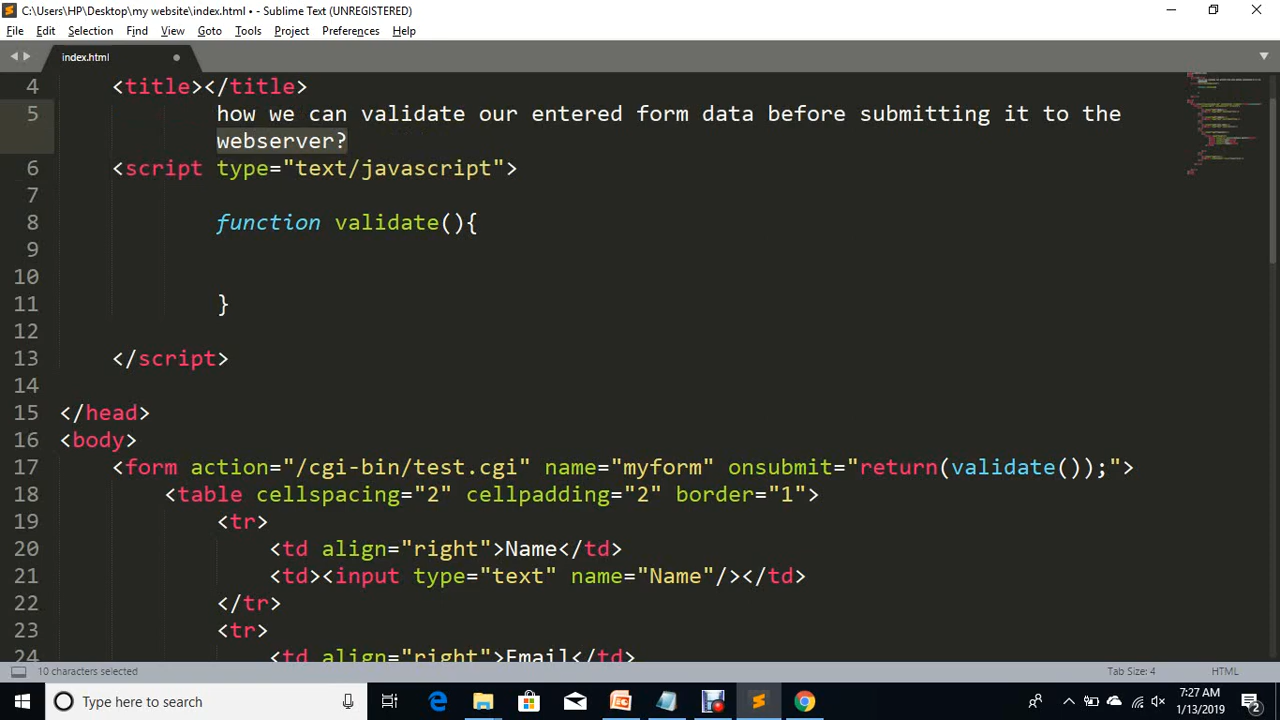 C:\Users\HP\Desktop\my website\index.html • - Sublime Text (UNREGISTERED)
File Edit Selection Find View Goto Tools Project Preferences Help
index.html
4 <title></title>
5 how we can validate our entered form data before submitting it to the
webserver?
6 <script type="text/javascript">
7
8 function validate(){
9
10
11 }
12
13 </script>
14
15 </head>
16 <body>
17 <form action="/cgi-bin/test.cgi" name="myform" onsubmit="return(validate());">
18 <table cellspacing="2" cellpadding="2" border="1">
19 <tr>
20 <td align="right">Name</td>
21 <td><input type="text" name="Name"/></td>
22 </tr>
23 <tr>
24 <td align="right">Email</td>
10 characters selected Tab Size: 4 HTML
Type here to search
7:27 AM
1/13/2019
2